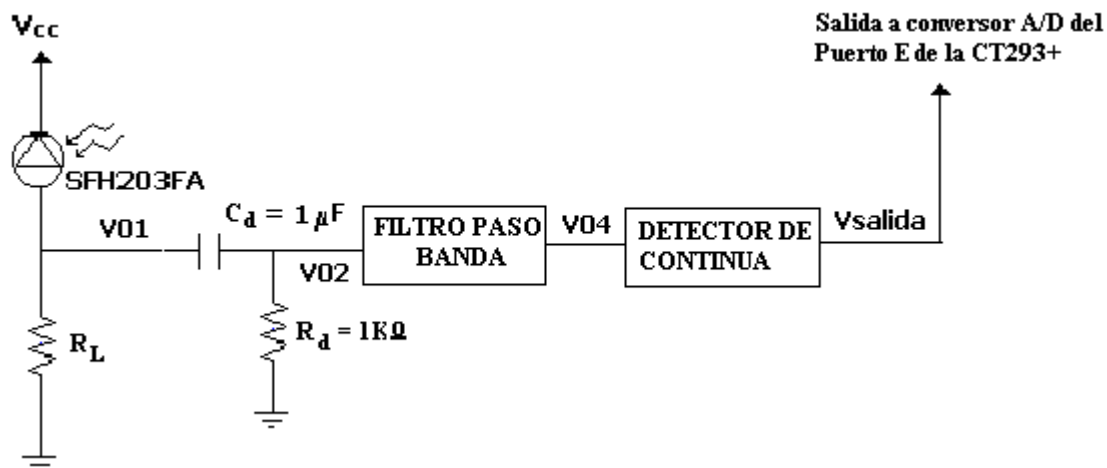 Vcc
Salida a conversor A/D del
Puerto E de la CT293+
SFH203FA
V01
Cd = 1 µF
V02
FILTRO PASO
BANDA
V04
DETECTOR DE
CONTINUA
Vsalida
RL
Rd = 1KΩ